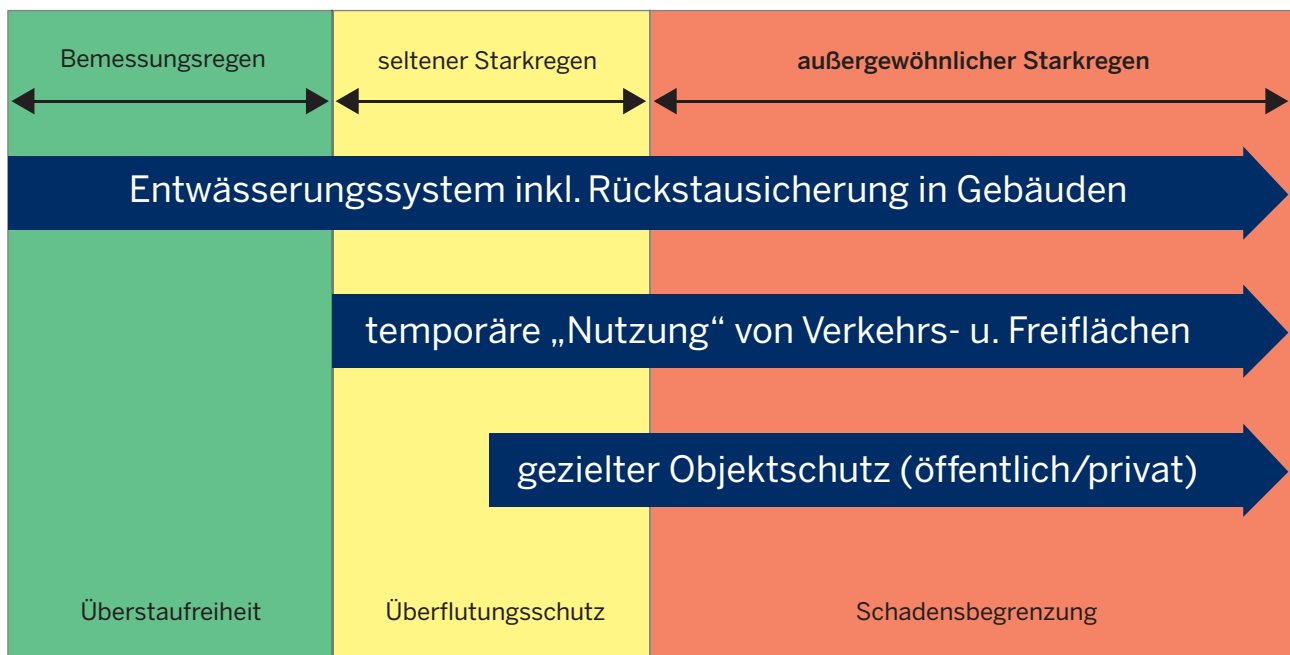 Bemessungsregen
seltener Starkregen
außergewöhnlicher Starkregen
Entwässerungssystem inkl. Rückstausicherung in Gebäuden
temporäre „Nutzung“ von Verkehrs- u. Freiflächen
gezielter Objektschutz (öffentlich/privat)
Überstaufreiheit
Überflutungsschutz
Schadensbegrenzung